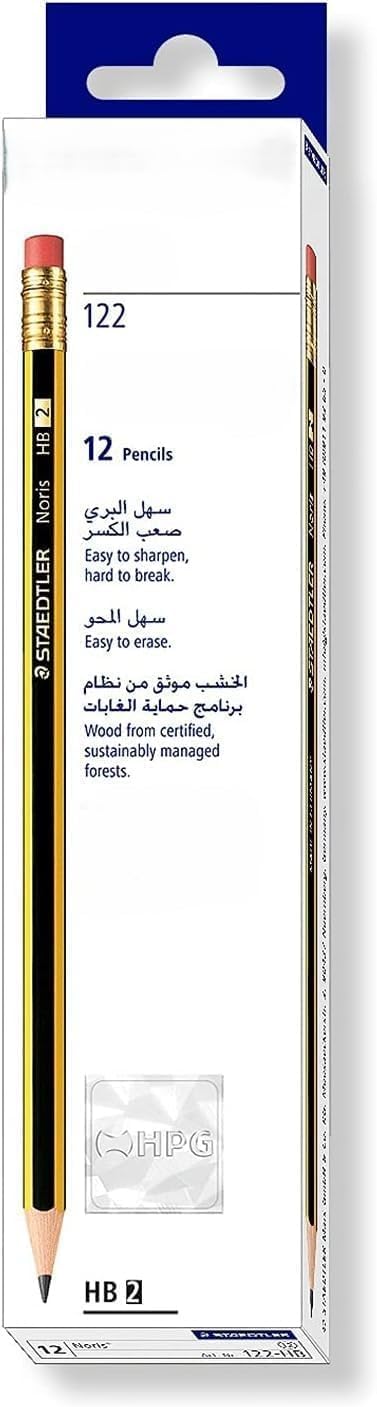 122
12 Pencils
سهل البري
صعب الكسر
Easy to sharpen,
hard to break.
سهل المحو
Easy to erase.
الخشب موثق من نظام
برنامج حماية الغابات
Wood from certified,
sustainably managed
forests.
STAEDTLER Noris HB 2
HPG
HB 2
12 Noris
STAEDTLER
122-HB
STAEDTLER Noris